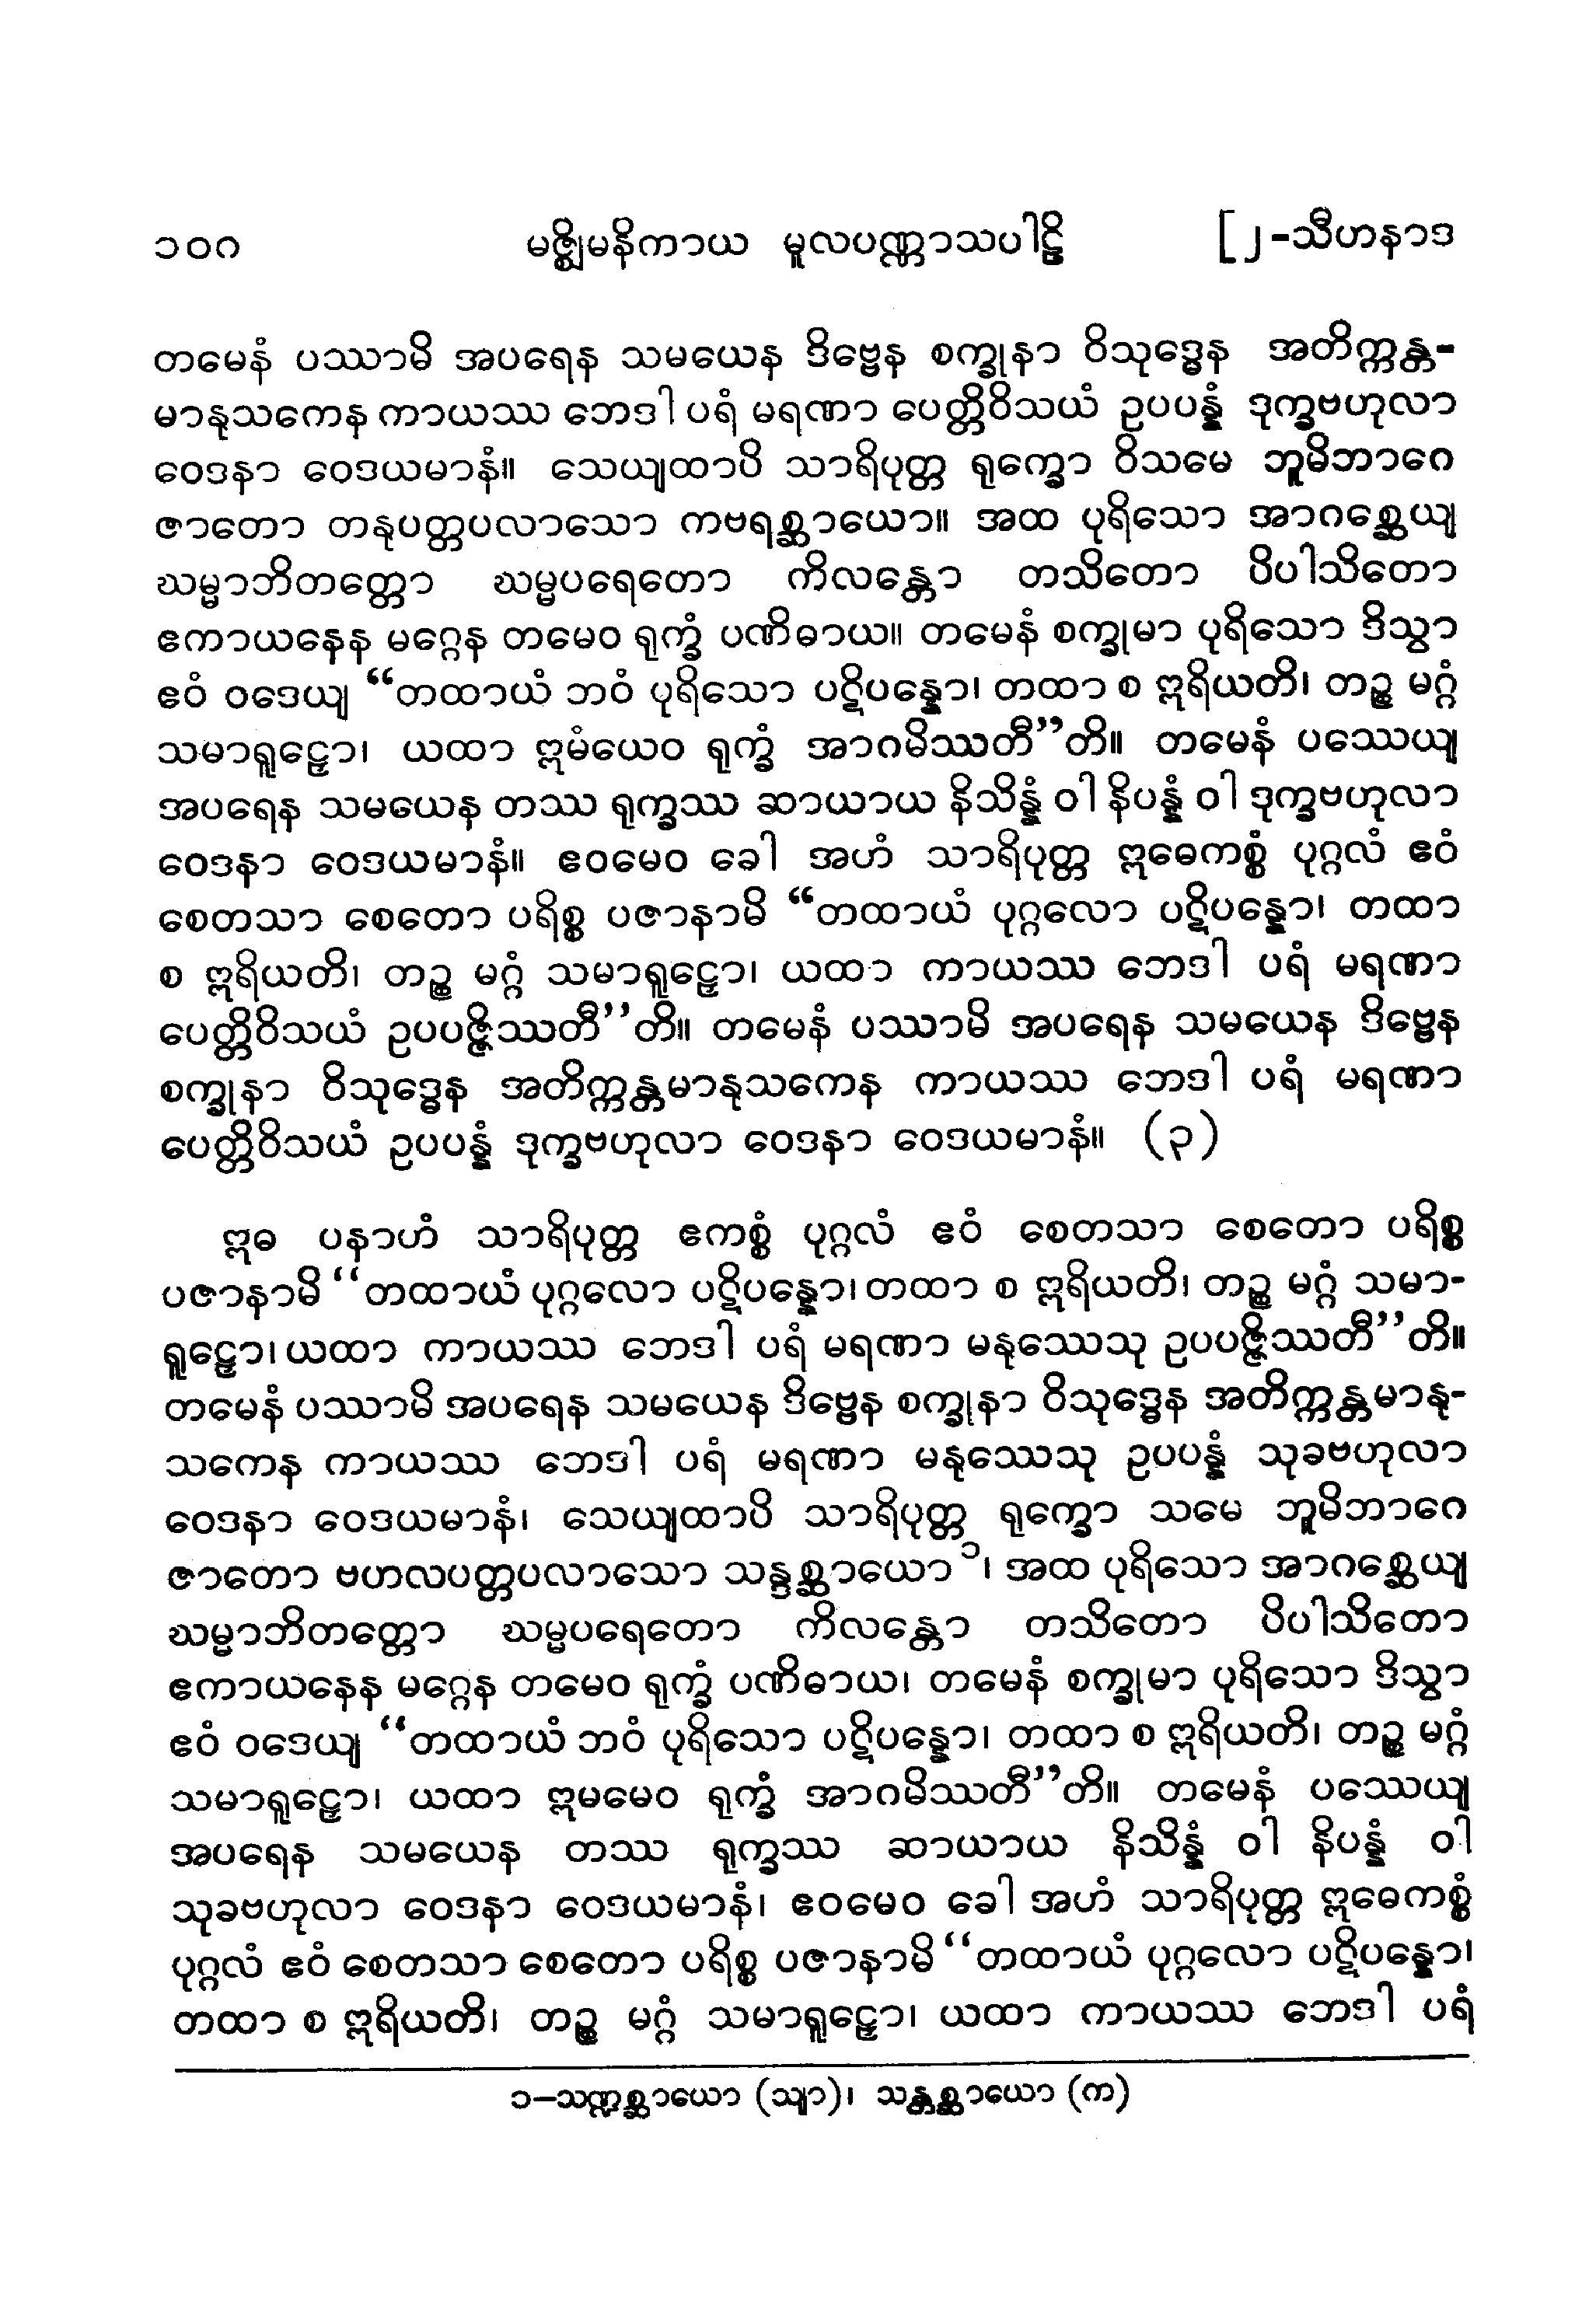 ၁၀ဂ မဇ္ဈိမနိကာယ မူလပဏ္ဏာသပါဠိ [၂-သီဟနာဒ
တမေနံ ပဿာမိ အပရေန သမယေန ဒိဗ္ဗေန စက္ခုနာ ဝိသုဒ္ဓေန အတိက္ကန္တ-
မာနုသကေန ကာယဿ ဘေဒါ ပရံ မရဏာ ပေတ္တိဝိသယံ ဥပပန္နံ ဒုက္ခဗဟုလာ
ဝေဒနာ ဝေဒယမာနံ။ သေယျထာပိ သာရိပုတ္တ ရုက္ခော ဝိသမေ ဘူမိဘာဂေ
ဇာတော တနုပတ္တပလာသော ကဗရစ္ဆာယော။ အထ ပုရိသော အာဂစ္ဆေယျ
ဃမ္မာဘိတတ္တော ဃမ္မပရေတော ကိလန္တော တသိတော ပိပါသိတော
ဧကာယနေန မဂ္ဂေန တမေဝ ရုက္ခံ ပဏိဓာယ။ တမေနံ စက္ခုမာ ပုရိသော ဒိသွာ
ဧဝံ ဝဒေယျ “တထာယံ ဘဝံ ပုရိသော ပဋိပန္နော၊ တထာ စ ဣရိယတိ၊ တဉ္စ မဂ္ဂံ
သမာရူဠှော၊ ယထာ ဣမံယေဝ ရုက္ခံ အာဂမိဿတီ”တိ။ တမေနံ ပဿေယျ
အပရေန သမယေန တဿ ရုက္ခဿ ဆာယာယ နိသိန္နံ ဝါ နိပန္နံ ဝါ ဒုက္ခဗဟုလာ
ဝေဒနာ ဝေဒယမာနံ။ ဧဝမေဝ ခေါ အဟံ သာရိပုတ္တ ဣဓေကစ္စံ ပုဂ္ဂလံ ဧဝံ
စေတသာ စေတော ပရိစ္စ ပဇာနာမိ “တထာယံ ပုဂ္ဂလော ပဋိပန္နော၊ တထာ
စ ဣရိယတိ၊ တဉ္စ မဂ္ဂံ သမာရူဠှော၊ ယထာ ကာယဿ ဘေဒါ ပရံ မရဏာ
ပေတ္တိဝိသယံ ဥပပဇ္ဇိဿတီ”တိ။ တမေနံ ပဿာမိ အပရေန သမယေန ဒိဗ္ဗေန
စက္ခုနာ ဝိသုဒ္ဓေန အတိက္ကန္တမာနုသကေန ကာယဿ ဘေဒါ ပရံ မရဏာ
ပေတ္တိဝိသယံ ဥပပန္နံ ဒုက္ခဗဟုလာ ဝေဒနာ ဝေဒယမာနံ။ (၃)
ဣဓ ပနာဟံ သာရိပုတ္တ ဧကစ္စံ ပုဂ္ဂလံ ဧဝံ စေတသာ စေတော ပရိစ္စ
ပဇာနာမိ “တထာယံ ပုဂ္ဂလော ပဋိပန္နော၊ တထာ စ ဣရိယတိ၊ တဉ္စ မဂ္ဂံ သမာ-
ရူဠှော၊ ယထာ ကာယဿ ဘေဒါ ပရံ မရဏာ မနုဿေသု ဥပပဇ္ဇိဿတီ”တိ။
တမေနံ ပဿာမိ အပရေန သမယေန ဒိဗ္ဗေန စက္ခုနာ ဝိသုဒ္ဓေန အတိက္ကန္တမာနု-
သကေန ကာယဿ ဘေဒါ ပရံ မရဏာ မနုဿေသု ဥပပန္နံ သုခဗဟုလာ
ဝေဒနာ ဝေဒယမာနံ၊ သေယျထာပိ သာရိပုတ္တ ရုက္ခော သမေ ဘူမိဘာဂေ
ဇာတော ဗဟလပတ္တပလာသော သန္ဒစ္ဆာယော ၁၊ အထ ပုရိသော အာဂစ္ဆေယျ
ဃမ္မာဘိတတ္တော ဃမ္မပရေတော ကိလန္တော တသိတော ပိပါသိတော
ဧကာယနေန မဂ္ဂေန တမေဝ ရုက္ခံ ပဏိဓာယ၊ တမေနံ စက္ခုမာ ပုရိသော ဒိသွာ
ဧဝံ ဝဒေယျ “တထာယံ ဘဝံ ပုရိသော ပဋိပန္နော၊ တထာ စ ဣရိယတိ၊ တဉ္စ မဂ္ဂံ
သမာရူဠှော၊ ယထာ ဣမမေဝ ရုက္ခံ အာဂမိဿတီ”တိ။ တမေနံ ပဿေယျ
အပရေန သမယေန တဿ ရုက္ခဿ ဆာယာယ နိသိန္နံ ဝါ နိပန္နံ ဝါ
သုခဗဟုလာ ဝေဒနာ ဝေဒယမာနံ၊ ဧဝမေဝ ခေါ အဟံ သာရိပုတ္တ ဣဓေကစ္စံ
ပုဂ္ဂလံ ဧဝံ စေတသာ စေတော ပရိစ္စ ပဇာနာမိ “တထာယံ ပုဂ္ဂလော ပဋိပန္နော၊
တထာ စ ဣရိယတိ၊ တဉ္စ မဂ္ဂံ သမာရူဠှော၊ ယထာ ကာယဿ ဘေဒါ ပရံ
၁–သဏ္ဍစ္ဆာယော (သျာ)၊ သန္တစ္ဆာယော (က)